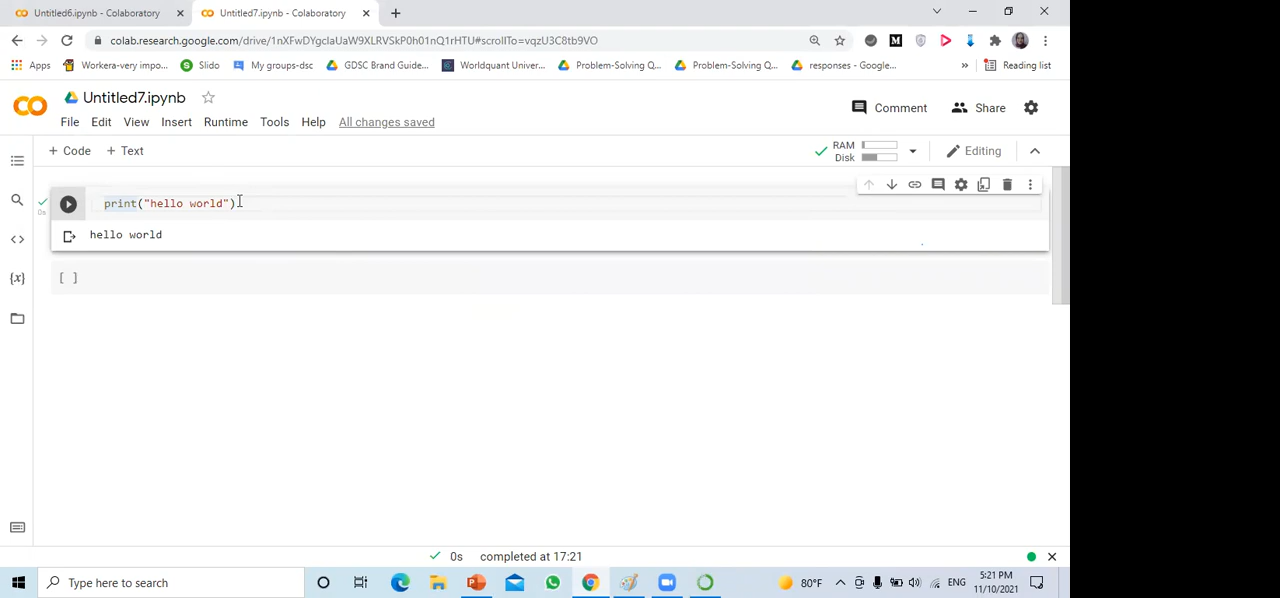 Untitled6.ipynb - Colaboratory Untitled7.ipynb - Colaboratory
colab.research.google.com/drive/1nXFwDYgclaUaW9XLRVSkP0h01nQ1rHTU#scrollTo=vqzU3C8tb9VO
Apps Workera-very impo... Slido My groups-dsc GDSC Brand Guide... Worldquant Univer... Problem-Solving Q... Problem-Solving Q... responses - Google... » Reading list
Untitled7.ipynb
Comment Share
File Edit View Insert Runtime Tools Help All changes saved
+ Code + Text
RAM
Disk
Editing
print("hello world")
0s
hello world
[ ]
{x}
0s completed at 17:21
Type here to search
80°F
ENG
5:21 PM
11/10/2021